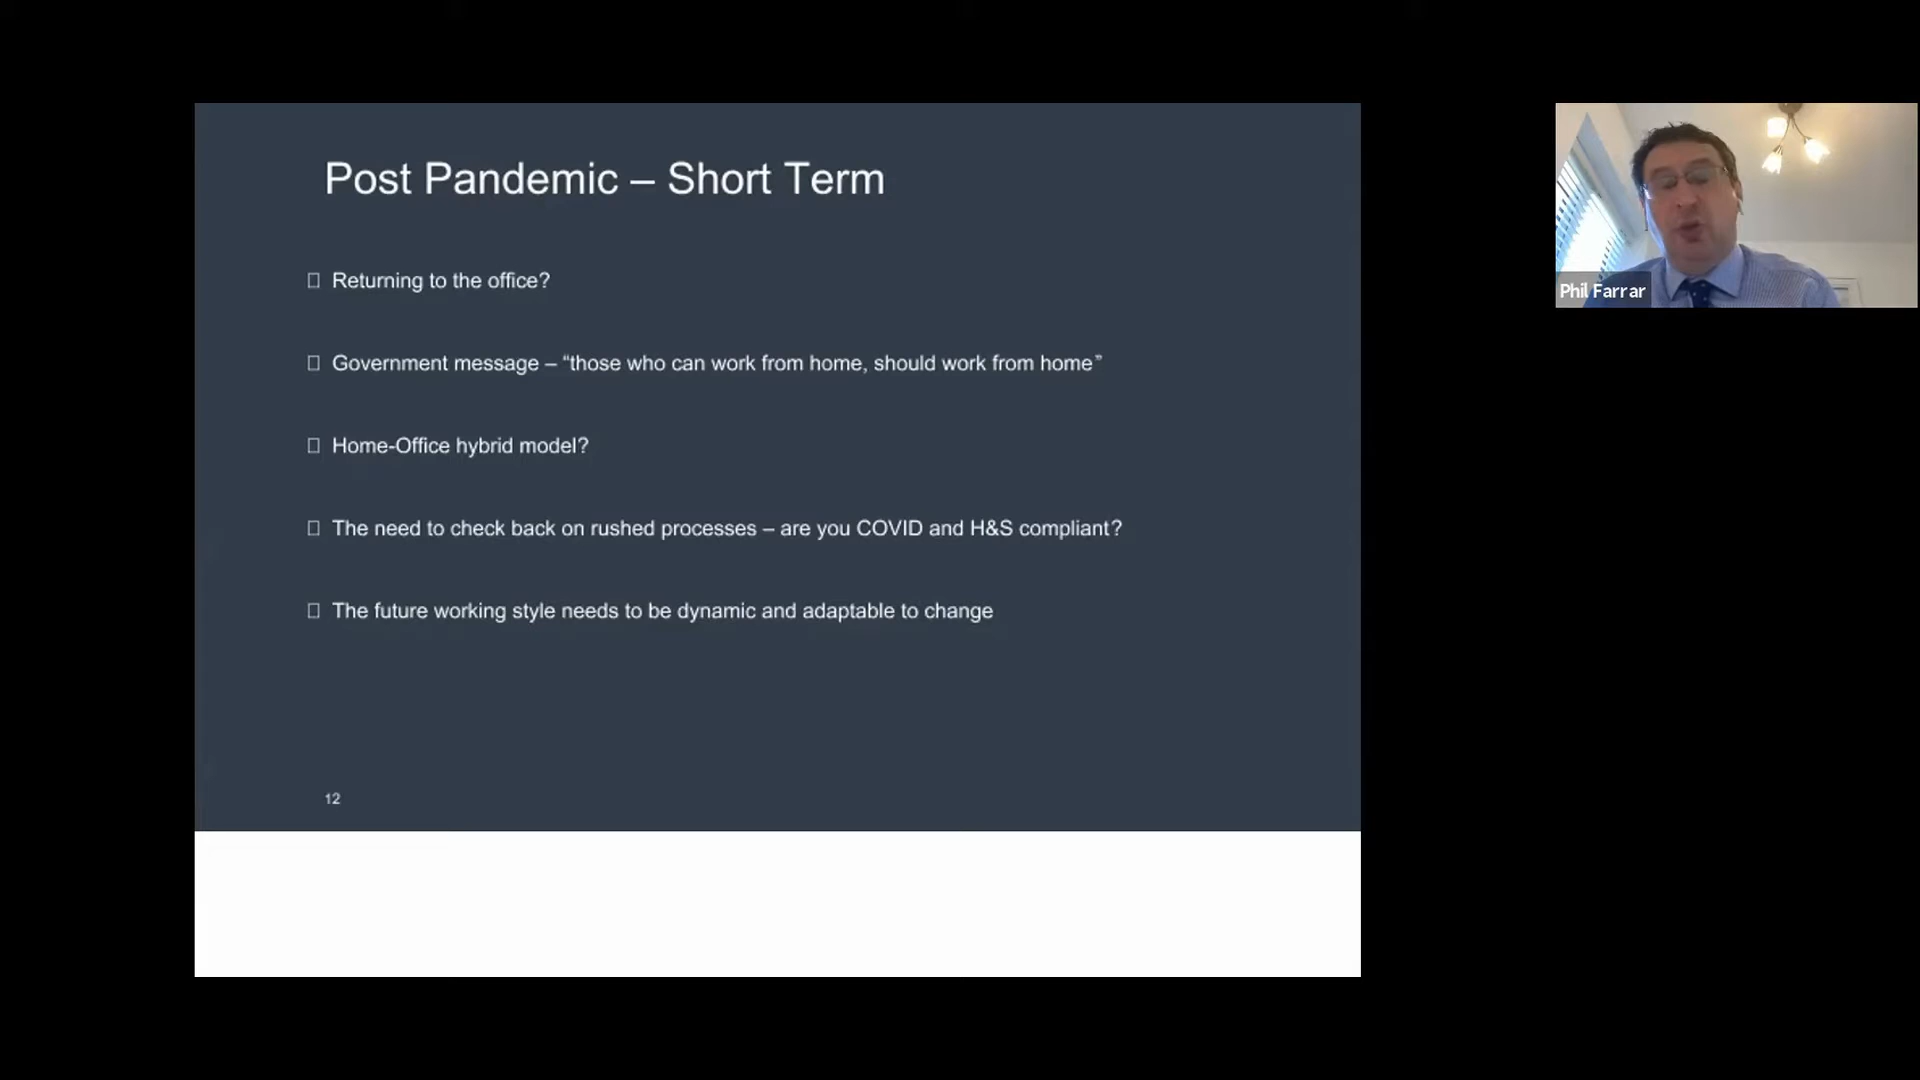 Post Pandemic – Short Term
Returning to the office?
Government message – “those who can work from home, should work from home”
Home-Office hybrid model?
The need to check back on rushed processes – are you COVID and H&S compliant?
The future working style needs to be dynamic and adaptable to change
12
Phil Farrar